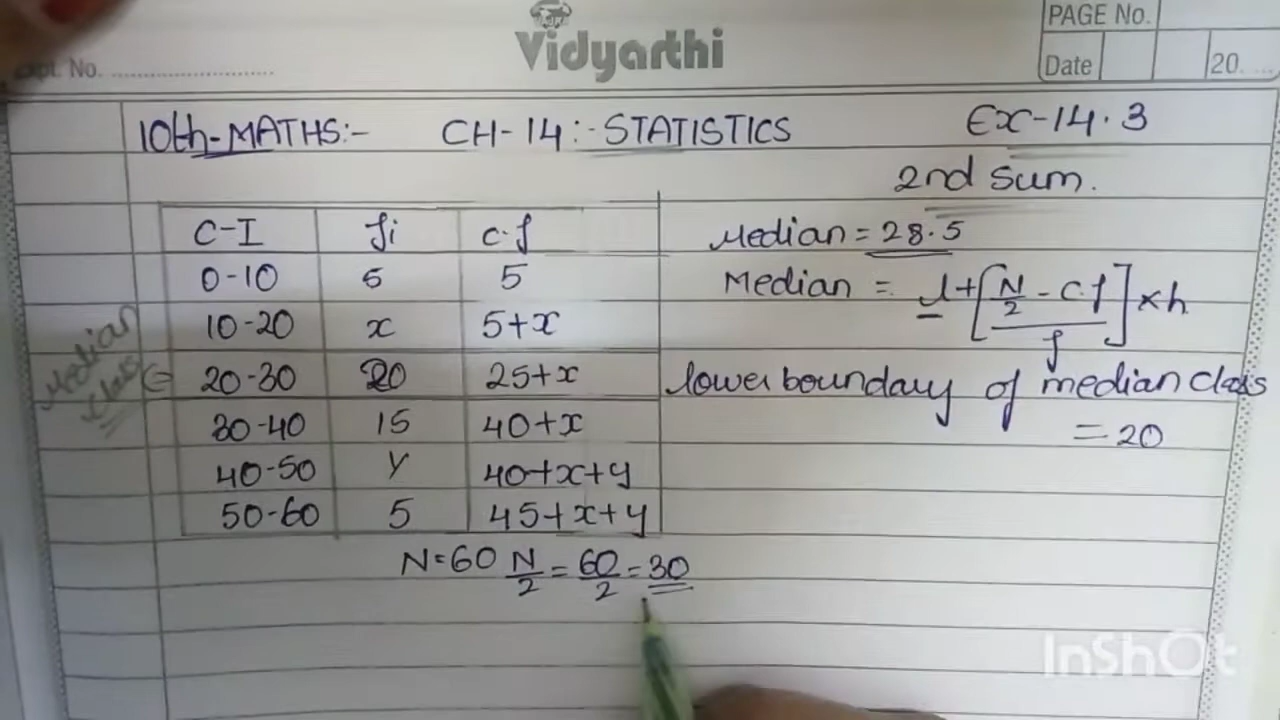 Vidyarthi
PAGE No.
Expt. No.
Date 20
10th-MATHS:- CH-14:-STATISTICS Ex-14.3
2nd sum.
C-I fi c.f
0-10 5 5
10-20 x 5+x
20-30 20 25+x
30-40 15 40+x
40-50 y 40+x+y
50-60 5 45+x+y
N=60 N/2 = 60/2 = 30
Median class
Median = 28.5
Median = l+[N/2 - cf / f] × h
lower boundary of median class
= 20
InShOt